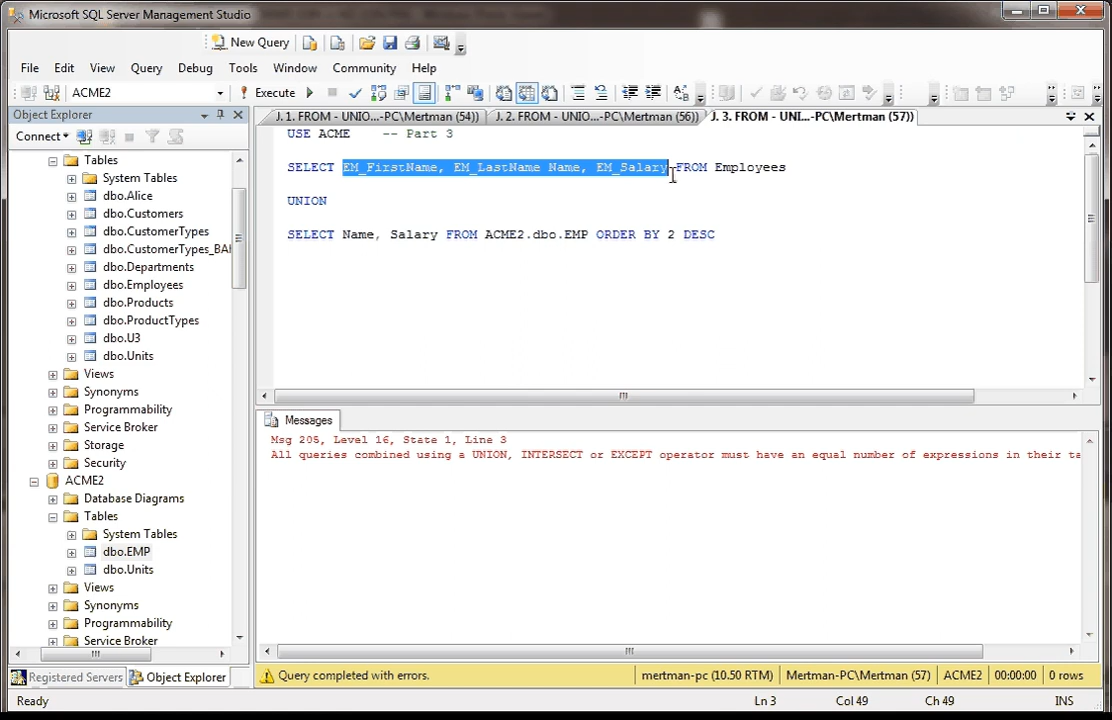 Microsoft SQL Server Management Studio
New Query
File Edit View Query Debug Tools Window Community Help
ACME2 Execute
Object Explorer
J. 1. FROM - UNIO...-PC\Mertman (54))
J. 2. FROM - UNIO...-PC\Mertman (56))
J. 3. FROM - UNI...-PC\Mertman (57))
Connect
Tables
System Tables
dbo.Alice
dbo.Customers
dbo.CustomerTypes
dbo.CustomerTypes_BA
dbo.Departments
dbo.Employees
dbo.Products
dbo.ProductTypes
dbo.U3
dbo.Units
Views
Synonyms
Programmability
Service Broker
Storage
Security
ACME2
Database Diagrams
Tables
System Tables
dbo.EMP
dbo.Units
Views
Synonyms
Programmability
Service Broker
Registered Servers
Object Explorer
USE ACME -- Part 3
SELECT EM_FirstName, EM_LastName Name, EM_Salary FROM Employees
UNION
SELECT Name, Salary FROM ACME2.dbo.EMP ORDER BY 2 DESC
Messages
Msg 205, Level 16, State 1, Line 3
All queries combined using a UNION, INTERSECT or EXCEPT operator must have an equal number of expressions in their ta
Query completed with errors.
mertman-pc (10.50 RTM)
Mertman-PC\Mertman (57)
ACME2
00:00:00
0 rows
Ready
Ln 3
Col 49
Ch 49
INS